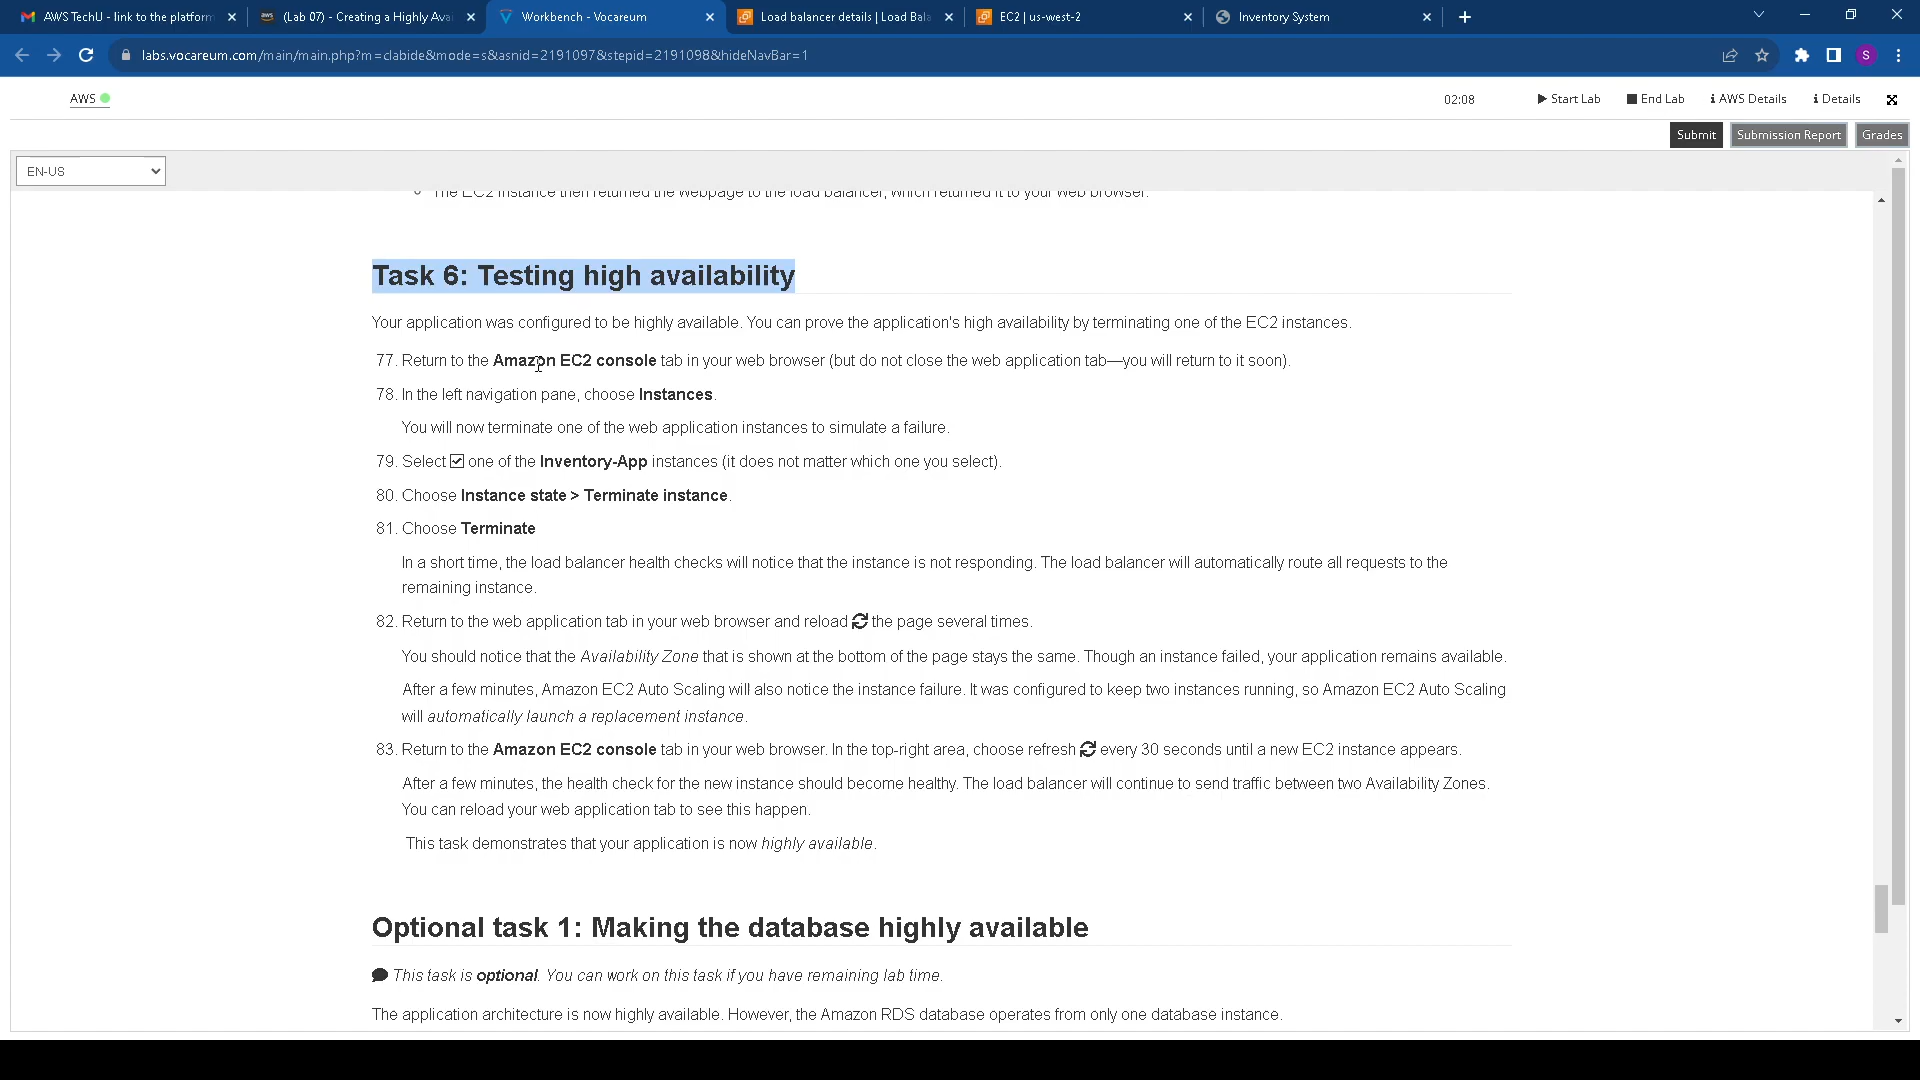 AWS TechU - link to the platform
(Lab 07) - Creating a Highly Ava
Workbench - Vocareum
Load balancer details | Load Bala
EC2 | us-west-2
Inventory System
labs.vocareum.com/main/main.php?m=clabide&mode=s&asnid=2191097&stepid=2191098&hideNavBar=1
S
AWS
02:08
Start Lab
End Lab
AWS Details
Details
Submit
Submission Report
Grades
EN-US
The EC2 instance then returned the webpage to the load balancer, which returned it to your web browser.
Task 6: Testing high availability
Your application was configured to be highly available. You can prove the application's high availability by terminating one of the EC2 instances.
77. Return to the Amazon EC2 console tab in your web browser (but do not close the web application tab—you will return to it soon).
78. In the left navigation pane, choose Instances.
You will now terminate one of the web application instances to simulate a failure.
79. Select one of the Inventory-App instances (it does not matter which one you select).
80. Choose Instance state > Terminate instance.
81. Choose Terminate
In a short time, the load balancer health checks will notice that the instance is not responding. The load balancer will automatically route all requests to the
remaining instance.
82. Return to the web application tab in your web browser and reload the page several times.
You should notice that the Availability Zone that is shown at the bottom of the page stays the same. Though an instance failed, your application remains available.
After a few minutes, Amazon EC2 Auto Scaling will also notice the instance failure. It was configured to keep two instances running, so Amazon EC2 Auto Scaling
will automatically launch a replacement instance.
83. Return to the Amazon EC2 console tab in your web browser. In the top-right area, choose refresh every 30 seconds until a new EC2 instance appears.
After a few minutes, the health check for the new instance should become healthy. The load balancer will continue to send traffic between two Availability Zones.
You can reload your web application tab to see this happen.
This task demonstrates that your application is now highly available.
Optional task 1: Making the database highly available
This task is optional. You can work on this task if you have remaining lab time.
The application architecture is now highly available. However, the Amazon RDS database operates from only one database instance.